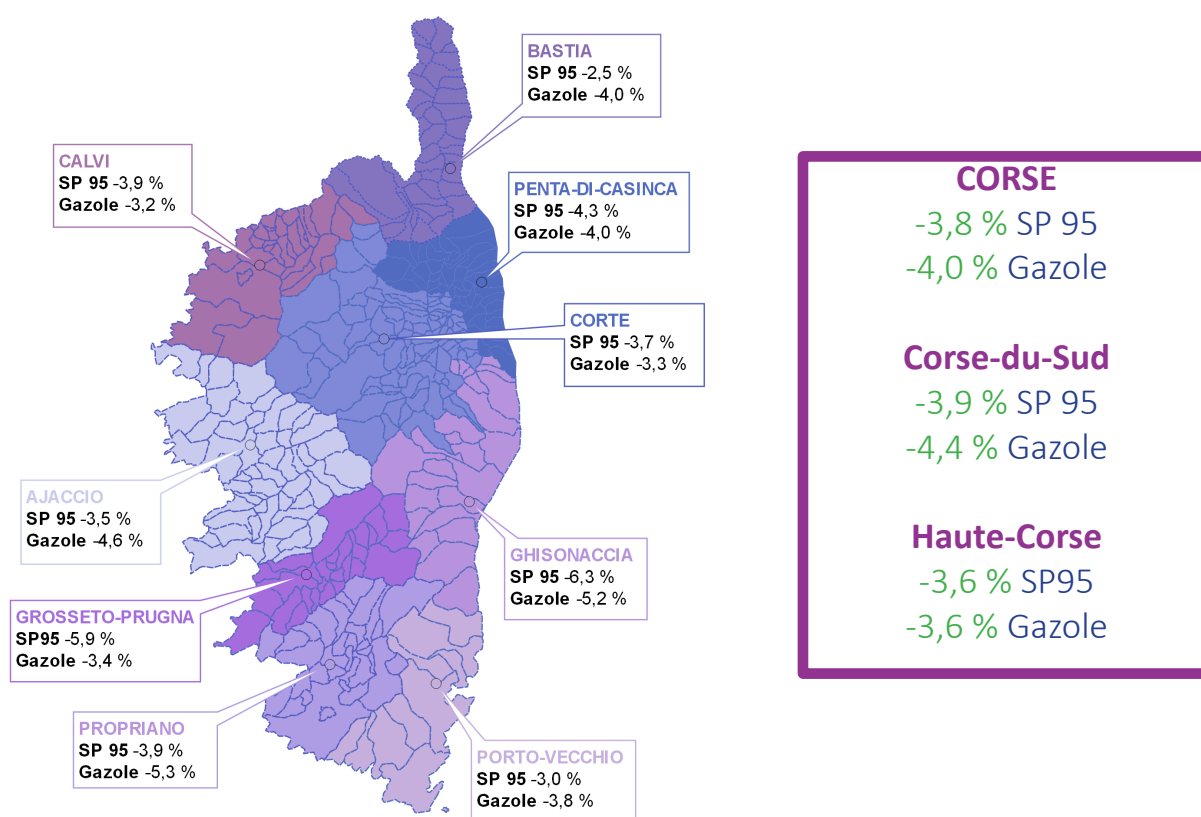 BASTIA
SP 95 -2,5 %
Gazole -4,0 %
CALVI
SP 95 -3,9 %
Gazole -3,2 %
PENTA-DI-CASINCA
SP 95 -4,3 %
Gazole -4,0 %
CORTE
SP 95 -3,7 %
Gazole -3,3 %
AJACCIO
SP 95 -3,5 %
Gazole -4,6 %
GHISONACCIA
SP 95 -6,3 %
Gazole -5,2 %
GROSSETO-PRUGNA
SP95 -5,9 %
Gazole -3,4 %
PROPRIANO
SP 95 -3,9 %
Gazole -5,3 %
PORTO-VECCHIO
SP 95 -3,0 %
Gazole -3,8 %
CORSE
-3,8 % SP 95
-4,0 % Gazole
Corse-du-Sud
-3,9 % SP 95
-4,4 % Gazole
Haute-Corse
-3,6 % SP95
-3,6 % Gazole